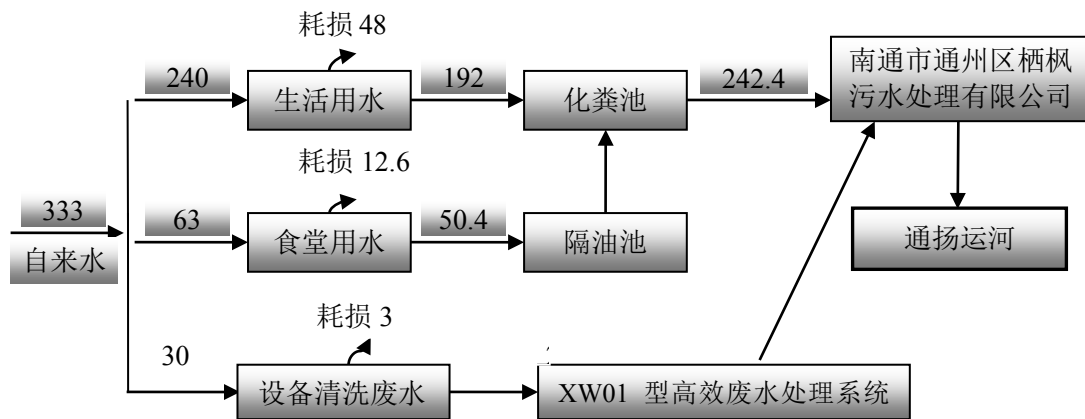 耗损 48
240
生活用水
192
化粪池
242.4
南通市通州区栖枫
污水处理有限公司
耗损 12.6
333
自来水
63
食堂用水
50.4
隔油池
通扬运河
耗损 3
30
设备清洗废水
XW01 型高效废水处理系统